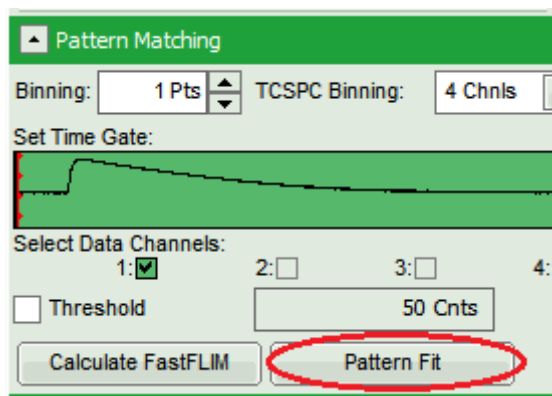 Pattern Matching
Binning: 1 Pts TCSPC Binning: 4 Chnls
Set Time Gate:
Select Data Channels:
1: 2: 3: 4:
Threshold 50 Cnts
Calculate FastFLIM Pattern Fit